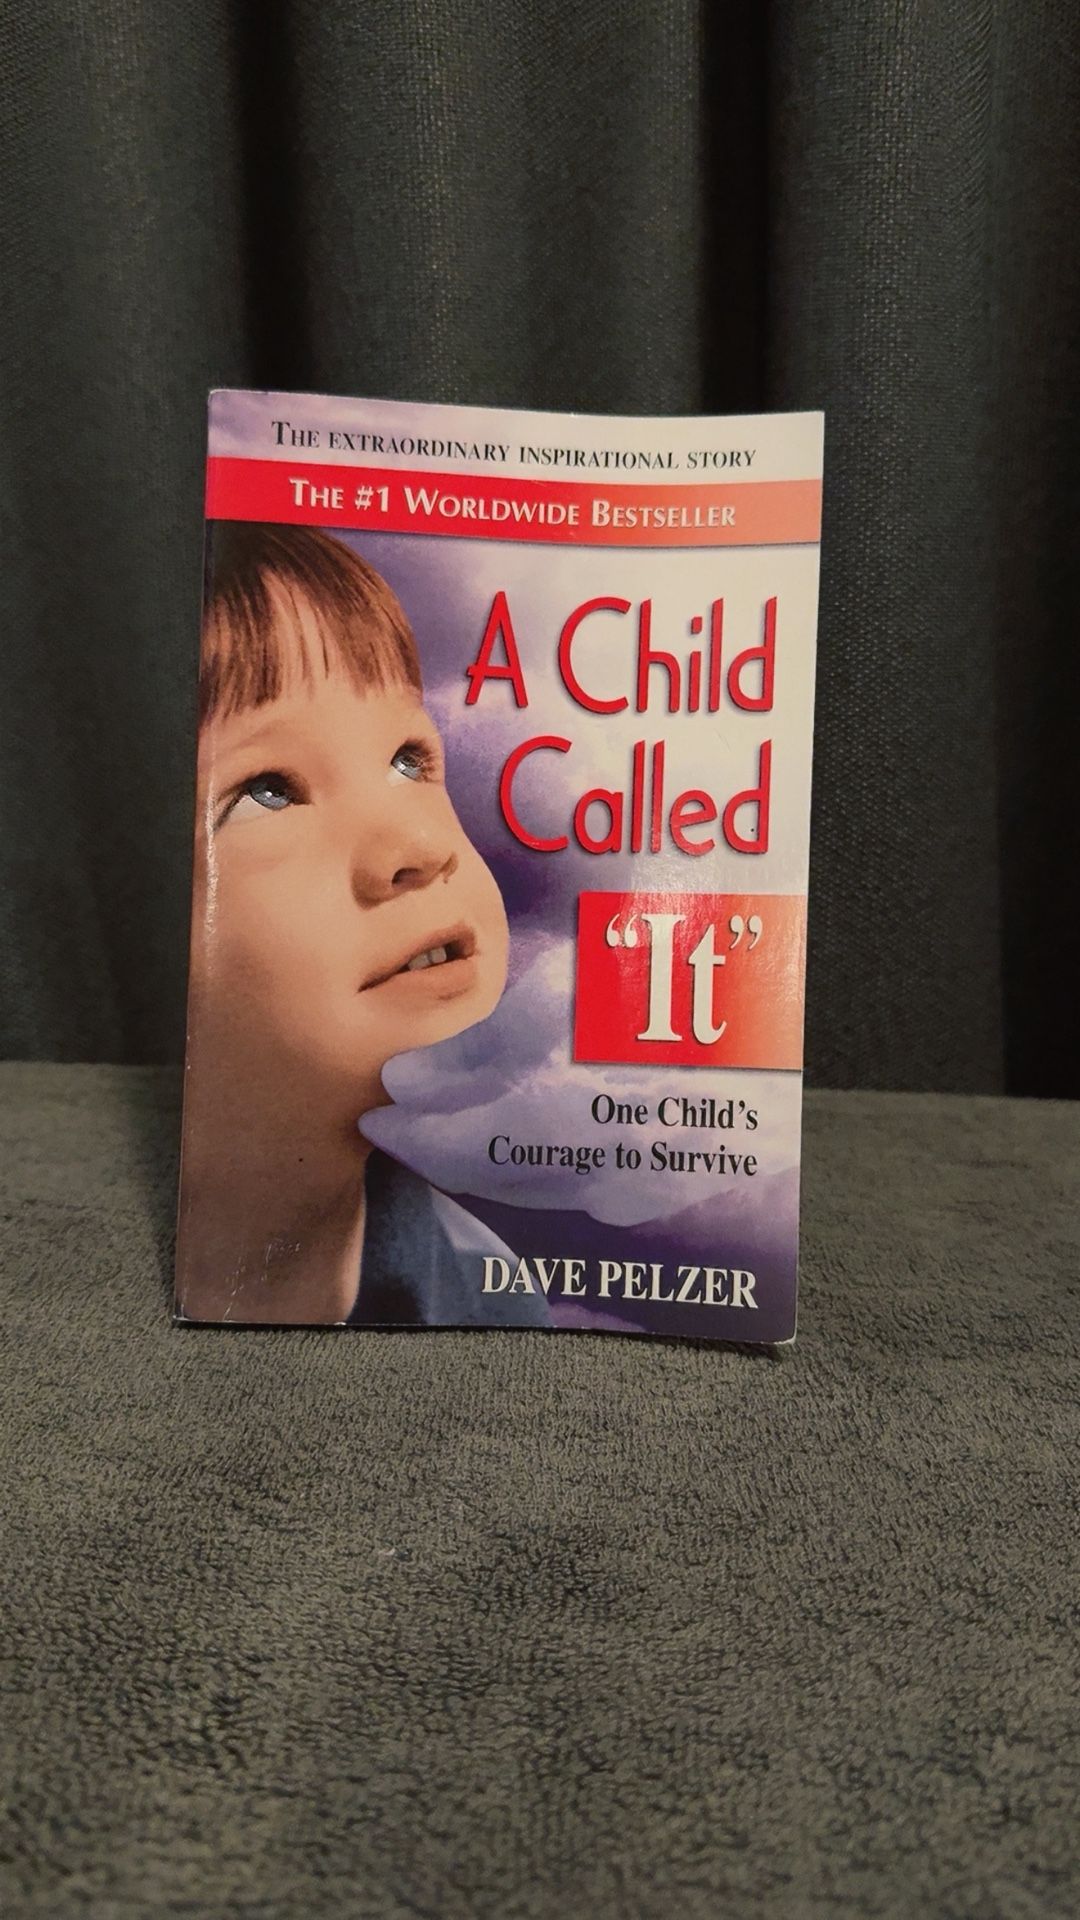 THE EXTRAORDINARY INSPIRATIONAL STORY
THE #1 WORLDWIDE BESTSELLER
A Child
Called
“It”
One Child’s
Courage to Survive
DAVE PELZER